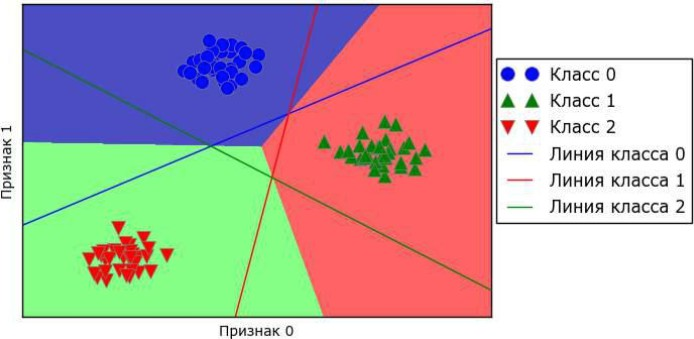 Признак 1
Признак 0
Класс 0
Класс 1
Класс 2
Линия класса 0
Линия класса 1
Линия класса 2